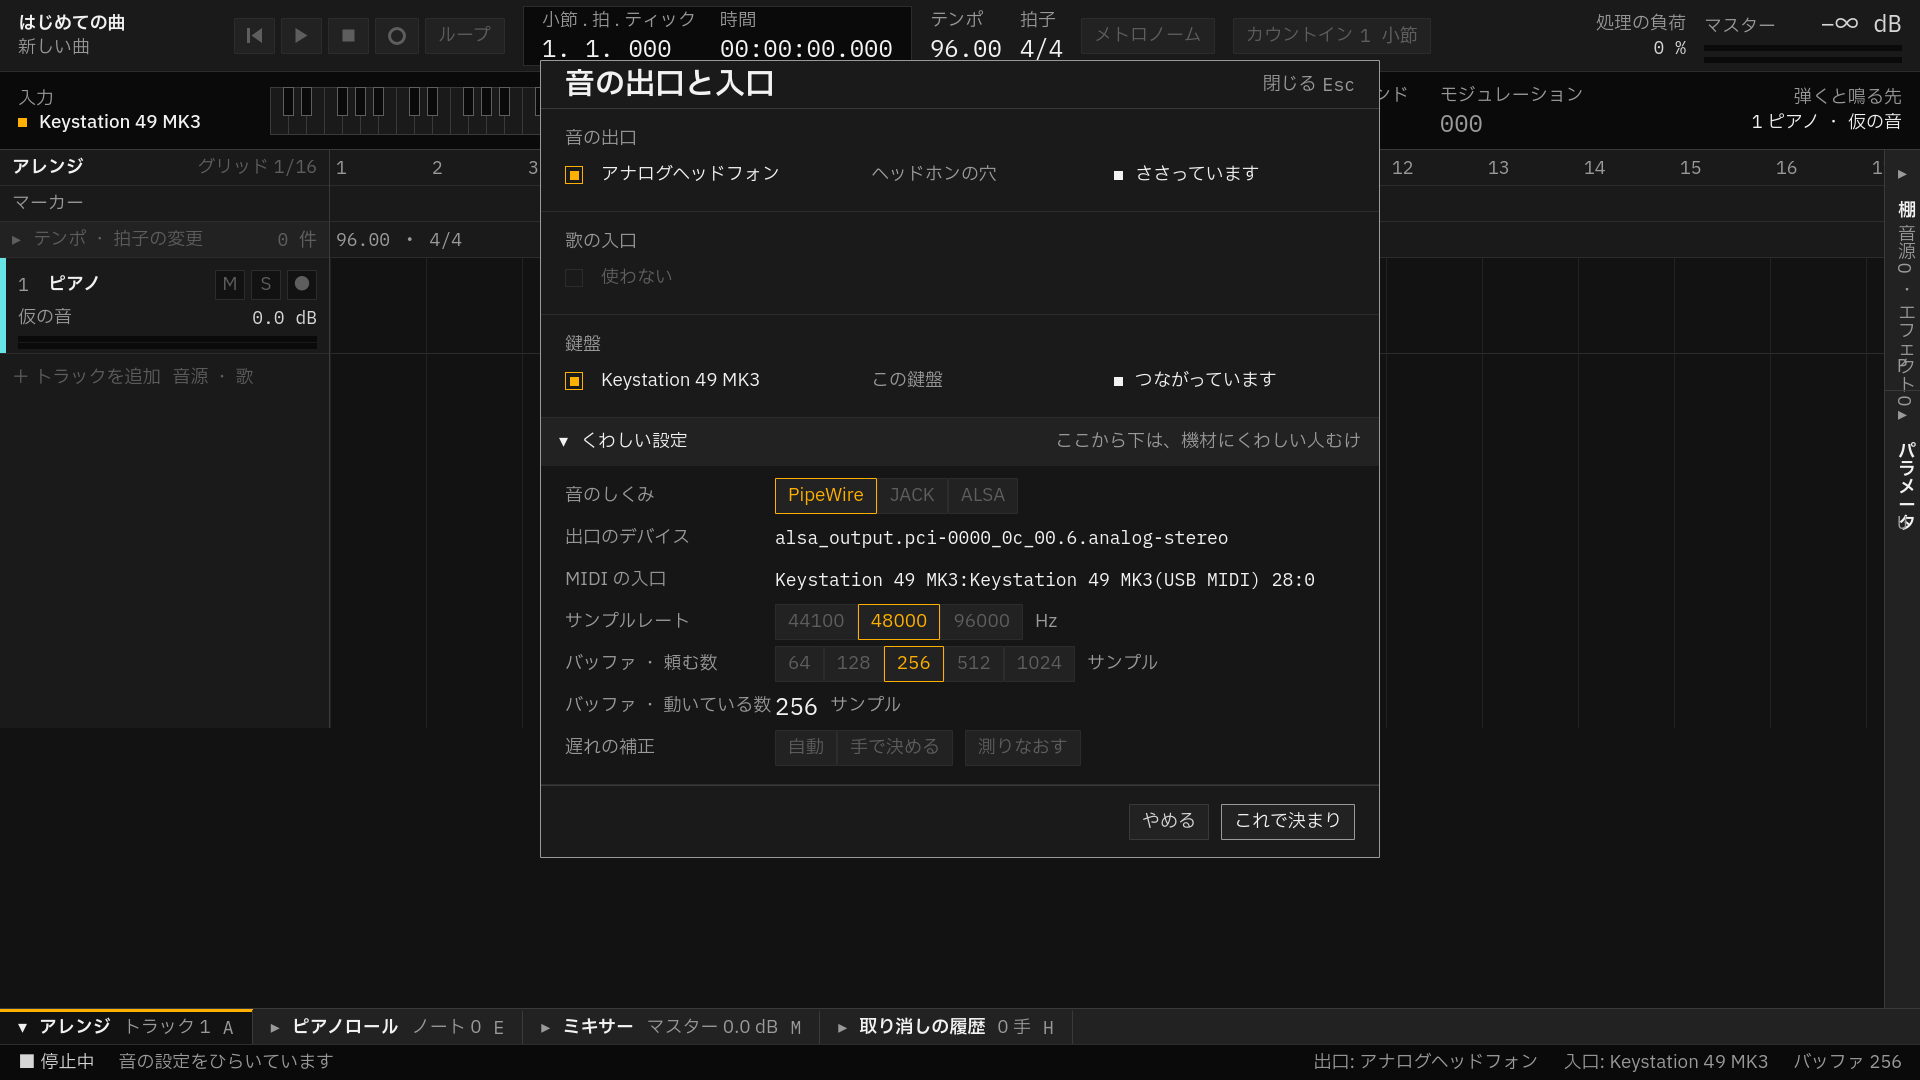 はじめての曲
新しい曲
ループ
小節 . 拍 . ティック 時間
1. 1. 000 00:00:00.000
テンポ 拍子
96.00 4/4
メトロノーム
カウントイン 1 小節
処理の負荷
0 %
マスター −∞ dB
入力
Keystation 49 MK3
ンド
モジュレーション
000
弾くと鳴る先
1 ピアノ ・ 仮の音
アレンジ グリッド 1/16
1 2 3 12 13 14 15 16 1
マーカー
▸ テンポ ・ 拍子の変更 0 件
96.00 ・ 4/4
1 ピアノ M S
仮の音 0.0 dB
＋ トラックを追加 音源 ・ 歌
音の出口と入口
閉じる Esc
音の出口
アナログヘッドフォン ヘッドホンの穴 ささっています
歌の入口
使わない
鍵盤
Keystation 49 MK3 この鍵盤 つながっています
▾ くわしい設定 ここから下は、機材にくわしい人むけ
音のしくみ PipeWire JACK ALSA
出口のデバイス alsa_output.pci-0000_0c_00.6.analog-stereo
MIDI の入口 Keystation 49 MK3:Keystation 49 MK3(USB MIDI) 28:0
サンプルレート 44100 48000 96000 Hz
バッファ ・ 頼む数 64 128 256 512 1024 サンプル
バッファ ・ 動いている数 256 サンプル
遅れの補正 自動 手で決める 測りなおす
やめる これで決まり
▸ 棚 音源 0 ・ エフェクト 0
▸ パラメータ
▾ アレンジ トラック 1 A
▸ ピアノロール ノート 0 E
▸ ミキサー マスター 0.0 dB M
▸ 取り消しの履歴 0 手 H
停止中 音の設定をひらいています
出口: アナログヘッドフォン 入口: Keystation 49 MK3 バッファ 256